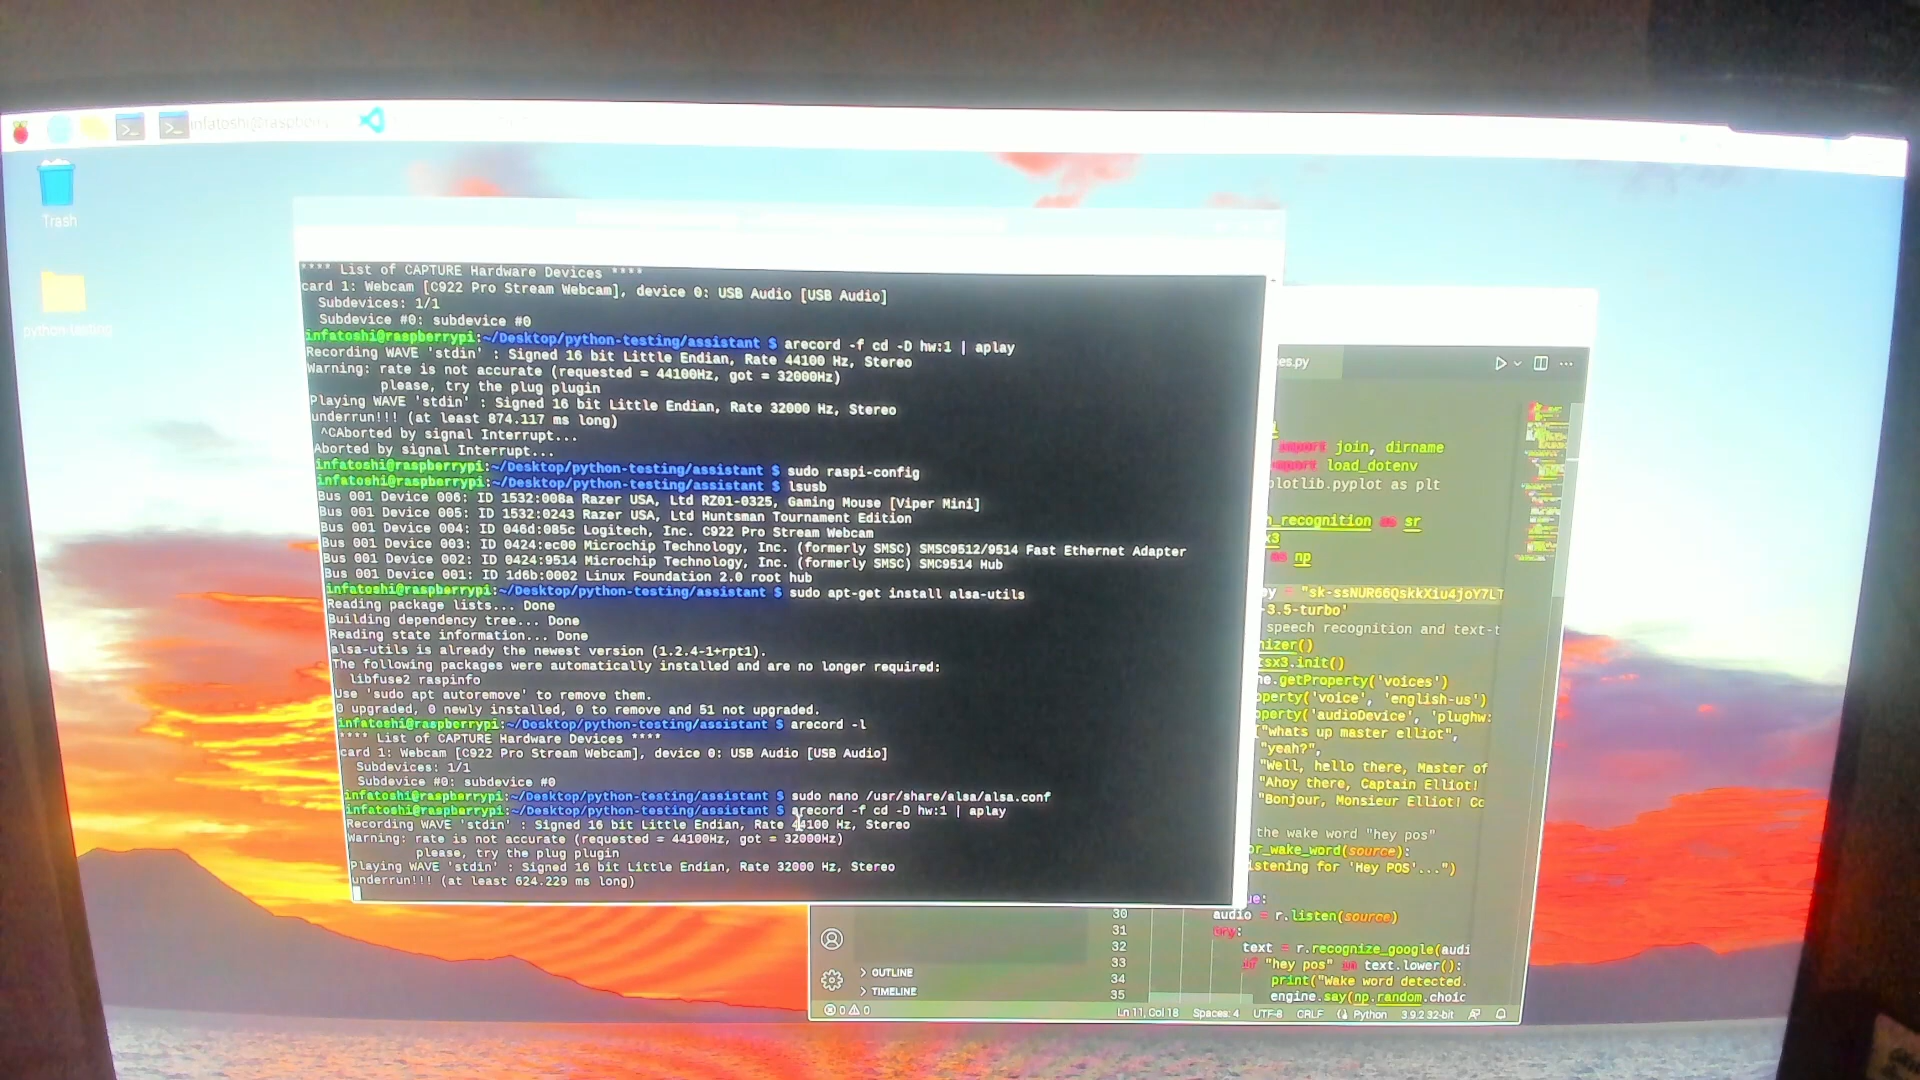 infatoshi@raspberry
Trash
python-testing
**** List of CAPTURE Hardware Devices ****
card 1: Webcam [C922 Pro Stream Webcam], device 0: USB Audio [USB Audio]
Subdevices: 1/1
Subdevice #0: subdevice #0
infatoshi@raspberrypi:~/Desktop/python-testing/assistant $ arecord -f cd -D hw:1 | aplay
Recording WAVE 'stdin' : Signed 16 bit Little Endian, Rate 44100 Hz, Stereo
Warning: rate is not accurate (requested = 44100Hz, got = 32000Hz)
please, try the plug plugin
Playing WAVE 'stdin' : Signed 16 bit Little Endian, Rate 32000 Hz, Stereo
underrun!!! (at least 874.117 ms long)
^CAborted by signal Interrupt...
Aborted by signal Interrupt...
infatoshi@raspberrypi:~/Desktop/python-testing/assistant $ sudo raspi-config
infatoshi@raspberrypi:~/Desktop/python-testing/assistant $ lsusb
Bus 001 Device 006: ID 1532:008a Razer USA, Ltd RZ01-0325, Gaming Mouse [Viper Mini]
Bus 001 Device 005: ID 1532:0243 Razer USA, Ltd Huntsman Tournament Edition
Bus 001 Device 004: ID 046d:085c Logitech, Inc. C922 Pro Stream Webcam
Bus 001 Device 003: ID 0424:ec00 Microchip Technology, Inc. (formerly SMSC) SMSC9512/9514 Fast Ethernet Adapter
Bus 001 Device 002: ID 0424:9514 Microchip Technology, Inc. (formerly SMSC) SMC9514 Hub
Bus 001 Device 001: ID 1d6b:0002 Linux Foundation 2.0 root hub
infatoshi@raspberrypi:~/Desktop/python-testing/assistant $ sudo apt-get install alsa-utils
Reading package lists... Done
Building dependency tree... Done
Reading state information... Done
alsa-utils is already the newest version (1.2.4-1+rpt1).
The following packages were automatically installed and are no longer required:
libfuse2 raspinfo
Use 'sudo apt autoremove' to remove them.
0 upgraded, 0 newly installed, 0 to remove and 51 not upgraded.
infatoshi@raspberrypi:~/Desktop/python-testing/assistant $ arecord -l
**** List of CAPTURE Hardware Devices ****
card 1: Webcam [C922 Pro Stream Webcam], device 0: USB Audio [USB Audio]
Subdevices: 1/1
Subdevice #0: subdevice #0
infatoshi@raspberrypi:~/Desktop/python-testing/assistant $ sudo nano /usr/share/alsa/alsa.conf
infatoshi@raspberrypi:~/Desktop/python-testing/assistant $ arecord -f cd -D hw:1 | aplay
Recording WAVE 'stdin' : Signed 16 bit Little Endian, Rate 44100 Hz, Stereo
Warning: rate is not accurate (requested = 44100Hz, got = 32000Hz)
please, try the plug plugin
Playing WAVE 'stdin' : Signed 16 bit Little Endian, Rate 32000 Hz, Stereo
underrun!!! (at least 624.229 ms long)
es.py
import join, dirname
import load_dotenv
plotlib.pyplot as plt
h_recognition as sr
x3
as np
ey = "sk-ssNUR66QskkXiu4joY7LT
-3.5-turbo'
speech recognition and text-t
nizer()
tsx3.init()
ne.getProperty('voices')
operty('voice', 'english-us')
operty('audioDevice', 'plughw:
["whats up master elliot",
"yeah?",
"Well, hello there, Master of
"Ahoy there, Captain Elliot!
"Bonjour, Monsieur Elliot! Co
the wake word "hey pos"
or_wake_word(source):
istening for 'Hey POS'...")
ue:
30 audio = r.listen(source)
31 try:
32 text = r.recognize_google(audi
33 if "hey pos" in text.lower():
34 print("Wake word detected.
35 engine.say(np.random.choic
OUTLINE
TIMELINE
0 0
Ln 11, Col 18 Spaces: 4 UTF-8 CRLF Python 3.9.2 32-bit